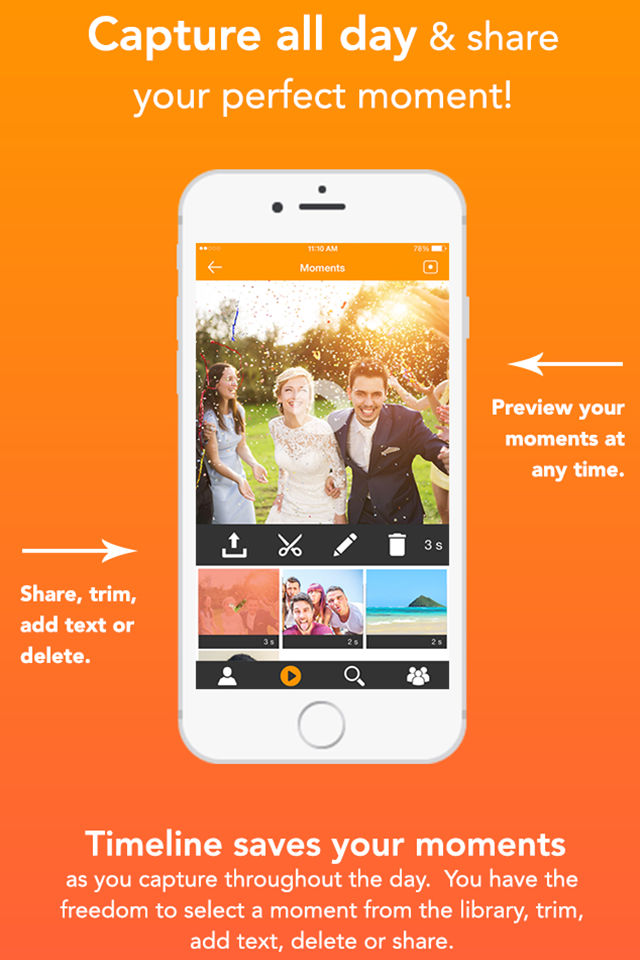 Capture all day & share
your perfect moment!
11:10 AM
78%
Moments
Preview your
moments at
any time.
3 s
Share, trim,
add text or
delete.
3 s
2 s
2 s
Timeline saves your moments
as you capture throughout the day. You have the
freedom to select a moment from the library, trim,
add text, delete or share.